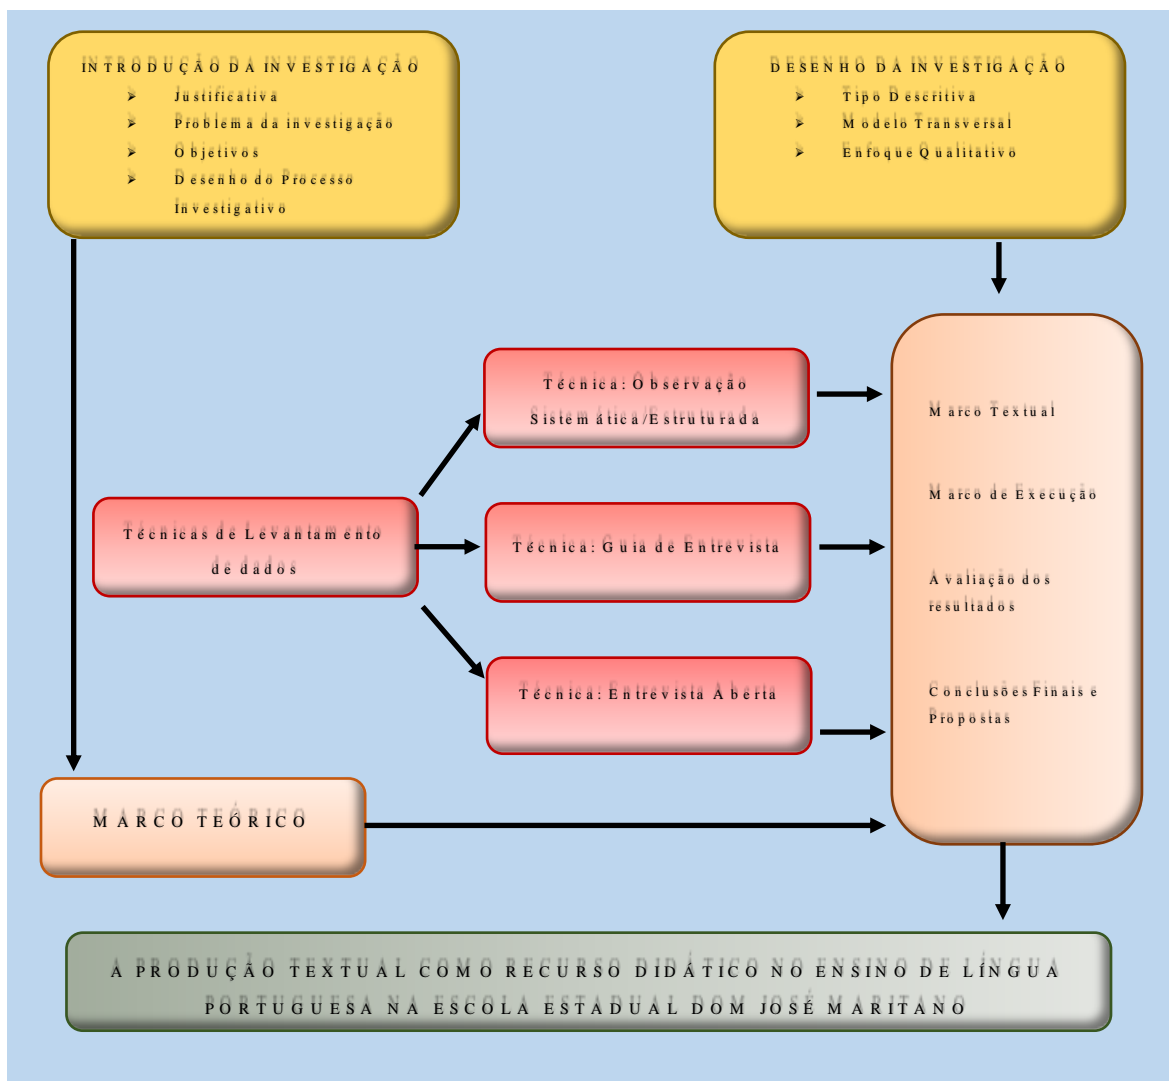 INTRODUÇÃO DA INVESTIGAÇÃO
➢ Justificativa
➢ Problema da investigação
➢ Objetivos
➢ Desenho do Processo
Investigativo
DESENHO DA INVESTIGAÇÃO
➢ Tipo Descritiva
➢ Modelo Transversal
➢ Enfoque Qualitativo
Técnicas de Levantamento
de dados
Técnica: Observação
Sistemática/Estruturada
Técnica: Guia de Entrevista
Técnica: Entrevista Aberta
Marco Textual
Marco de Execução
Avaliação dos
resultados
Conclusões Finais e
Propostas
MARCO TEÓRICO
A PRODUÇÃO TEXTUAL COMO RECURSO DIDÁTICO NO ENSINO DE LÍNGUA
PORTUGUESA NA ESCOLA ESTADUAL DOM JOSÉ MARITANO